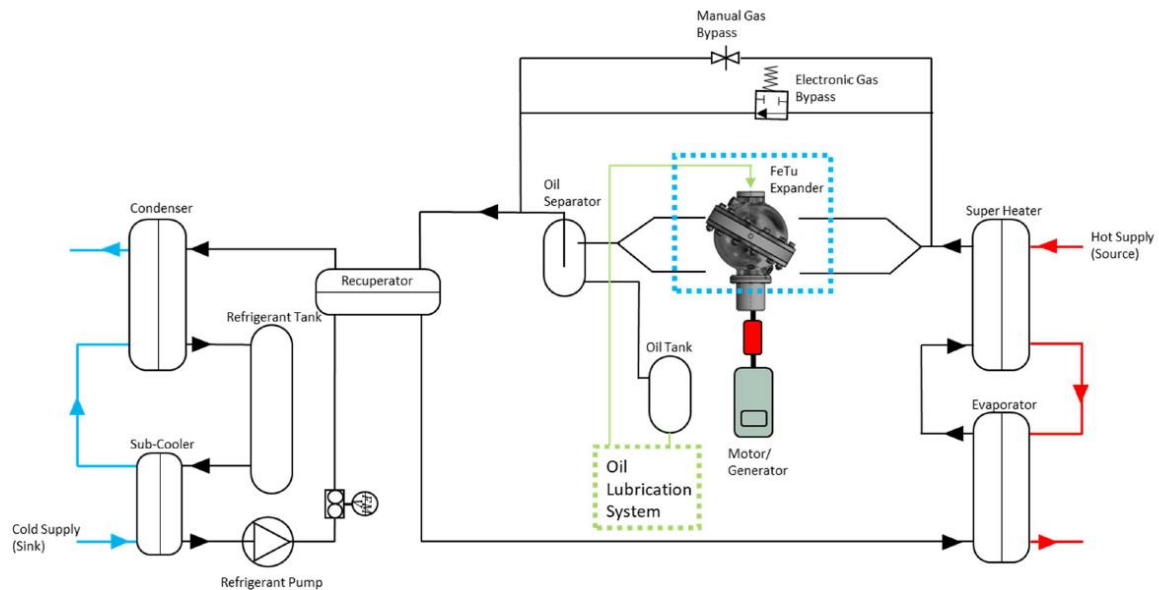 Manual Gas
Bypass
Electronic Gas
Bypass
FeTu
Expander
Oil
Separator
Condenser
Super Heater
Hot Supply
(Source)
Recuperator
Refrigerant Tank
Oil Tank
Evaporator
Sub-Cooler
Motor/
Generator
Oil
Lubrication
System
Cold Supply
(Sink)
Refrigerant Pump